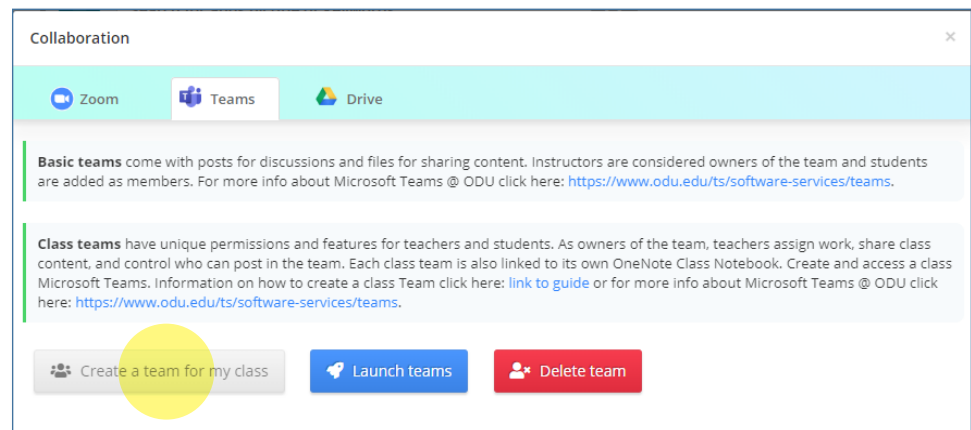 Collaboration ×
Zoom Teams Drive
Basic teams come with posts for discussions and files for sharing content. Instructors are considered owners of the team and students
are added as members. For more info about Microsoft Teams @ ODU click here: https://www.odu.edu/ts/software-services/teams.
Class teams have unique permissions and features for teachers and students. As owners of the team, teachers assign work, share class
content, and control who can post in the team. Each class team is also linked to its own OneNote Class Notebook. Create and access a class
Microsoft Teams. Information on how to create a class Team click here: link to guide or for more info about Microsoft Teams @ ODU click
here: https://www.odu.edu/ts/software-services/teams.
Create a team for my class Launch teams Delete team